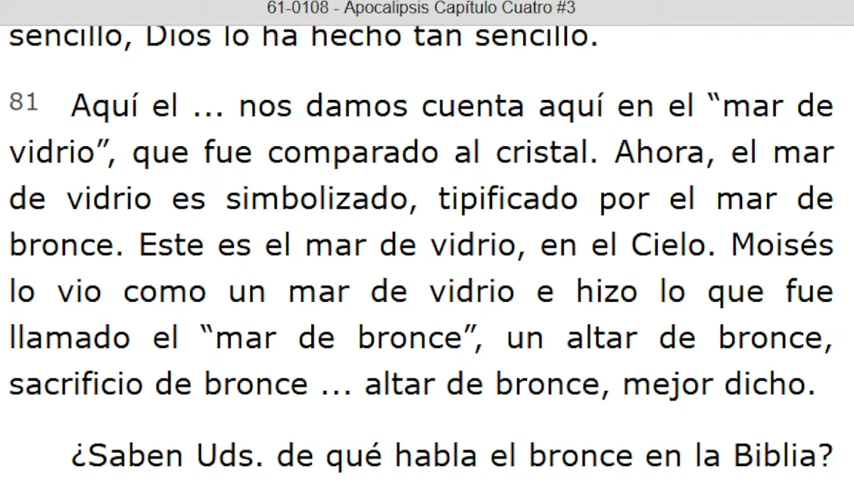 61-0108 - Apocalipsis Capítulo Cuatro #3
sencillo, Dios lo ha hecho tan sencillo.
81 Aquí el ... nos damos cuenta aquí en el “mar de
vidrio”, que fue comparado al cristal. Ahora, el mar
de vidrio es simbolizado, tipificado por el mar de
bronce. Este es el mar de vidrio, en el Cielo. Moisés
lo vio como un mar de vidrio e hizo lo que fue
llamado el “mar de bronce”, un altar de bronce,
sacrificio de bronce ... altar de bronce, mejor dicho.
¿Saben Uds. de qué habla el bronce en la Biblia?